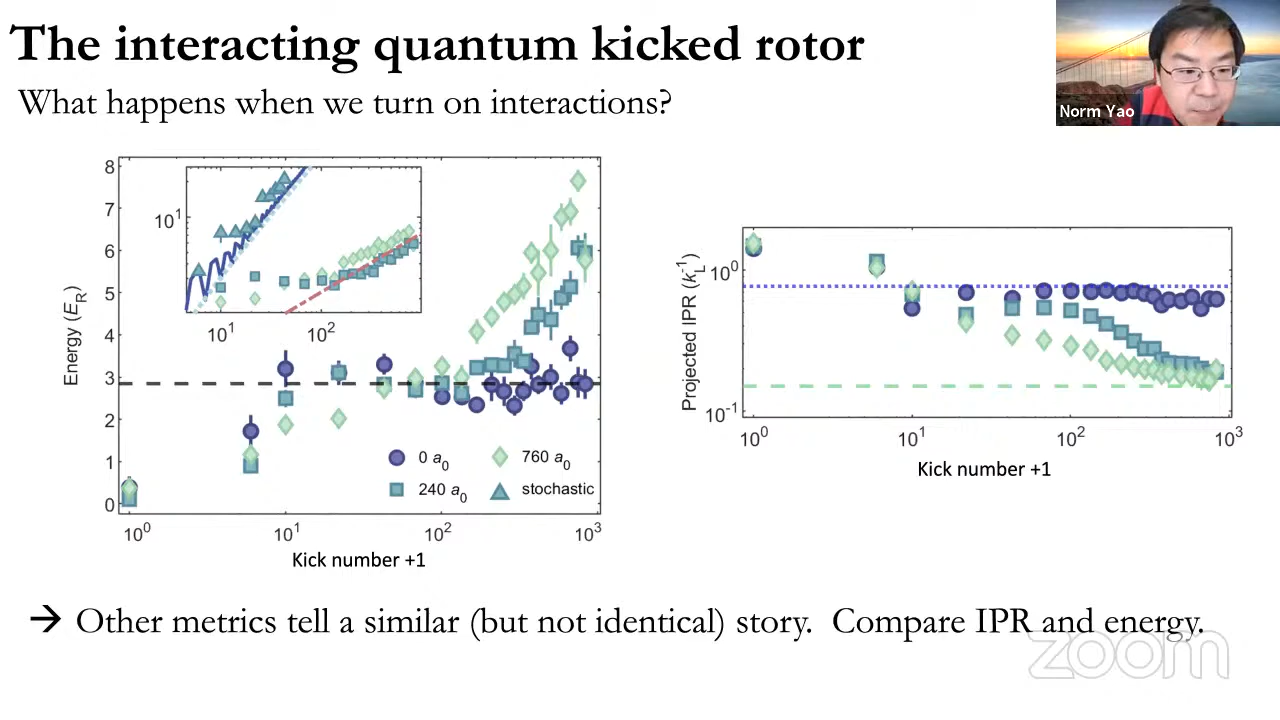 The interacting quantum kicked rotor
What happens when we turn on interactions?
Norm Yao
8
7
6
5
4
3
2
1
0
Energy (E_R)
10^1
10^1
10^2
0 a_0
760 a_0
240 a_0
stochastic
10^0
10^1
10^2
10^3
Kick number +1
Projected IPR (k_L^-1)
10^0
10^-1
10^0
10^1
10^2
10^3
Kick number +1
→ Other metrics tell a similar (but not identical) story. Compare IPR and energy.
zoom